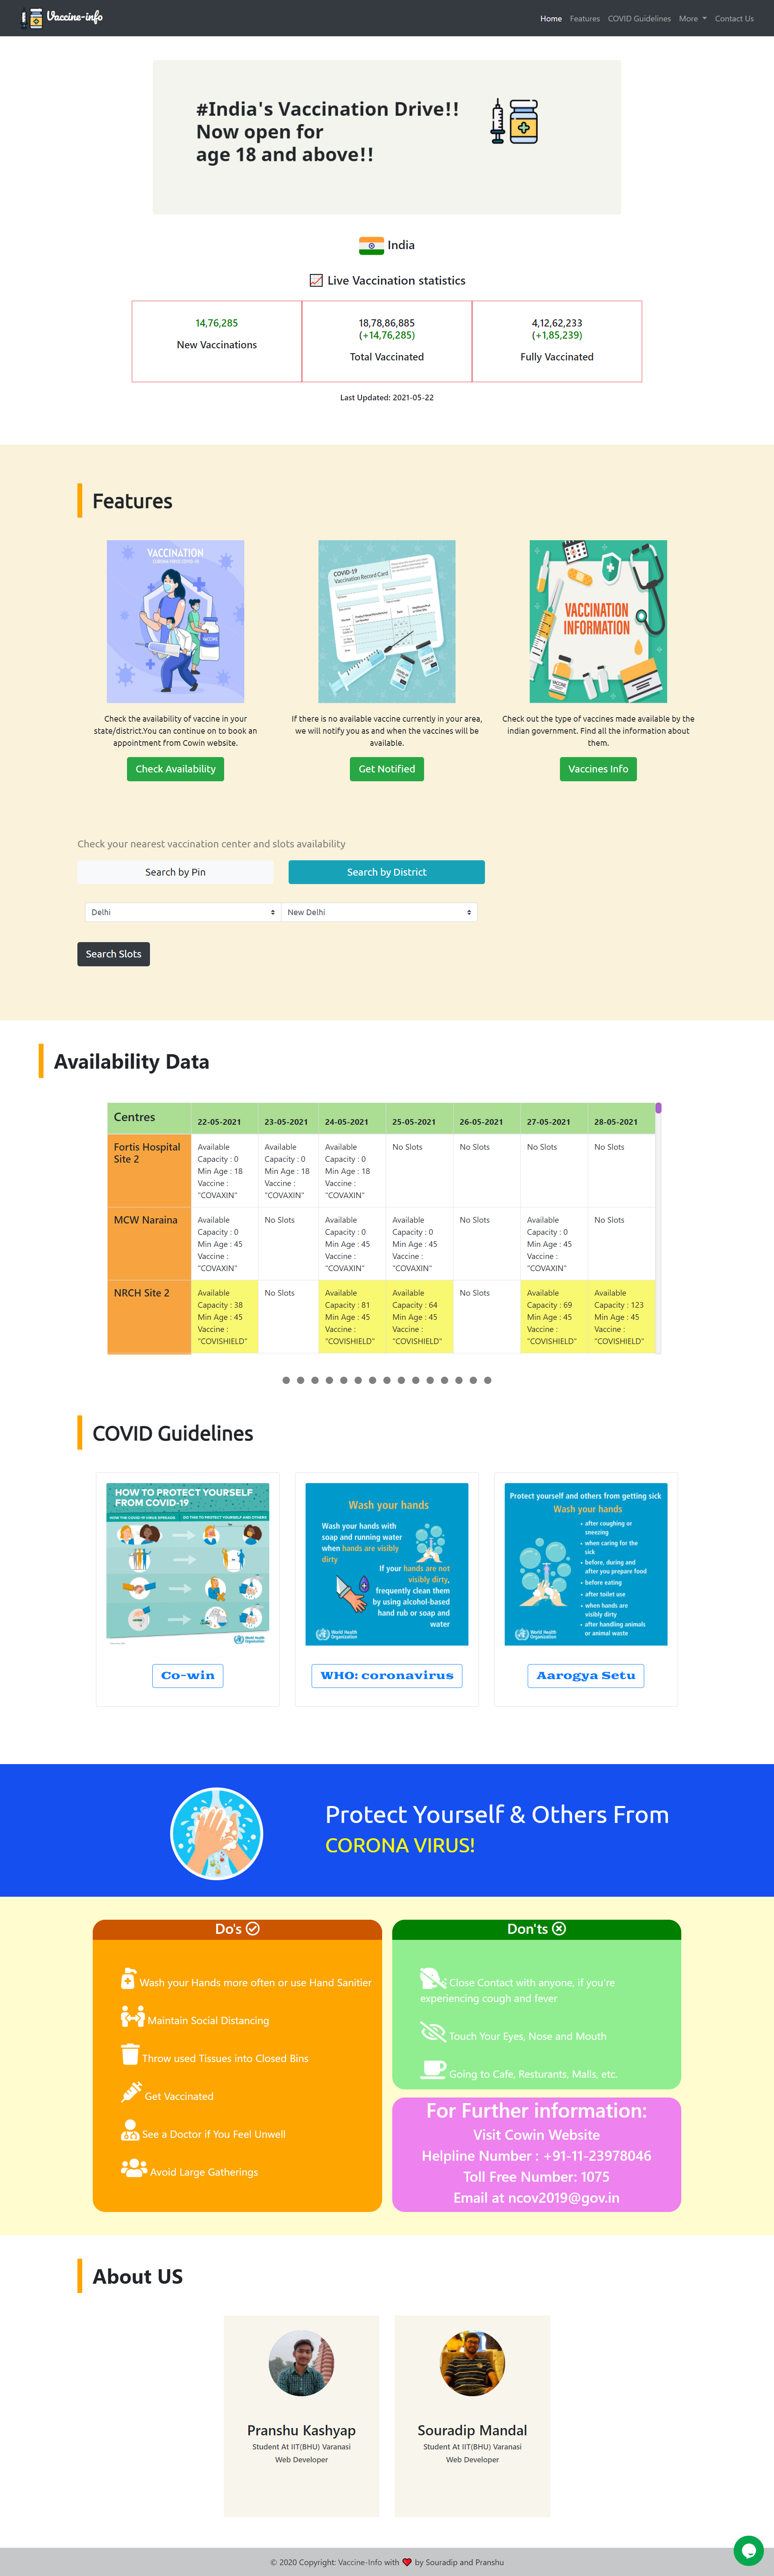 Vaccine-info
Home Features COVID Guidelines More Contact Us
#India's Vaccination Drive!!
Now open for
age 18 and above!!
India
Live Vaccination statistics
14,76,285
New Vaccinations
18,78,86,885
(+14,76,285)
Total Vaccinated
4,12,62,233
(+1,85,239)
Fully Vaccinated
Last Updated: 2021-05-22
Features
VACCINATION
CORONA VIRUS COVID-19
VACCINE
COVID-19
Vaccination Record Card
VACCINATION
INFORMATION
Check the availability of vaccine in your
state/district.You can continue on to book an
appointment from Cowin website.
Check Availability
If there is no available vaccine currently in your area,
we will notify you as and when the vaccines will be
available.
Get Notified
Check out the type of vaccines made available by the
indian government. Find all the information about
them.
Vaccines Info
Check your nearest vaccination center and slots availability
Search by Pin
Search by District
Delhi
New Delhi
Search Slots
Availability Data
Centres 22-05-2021 23-05-2021 24-05-2021 25-05-2021 26-05-2021 27-05-2021 28-05-2021
Fortis Hospital
Site 2
Available
Capacity : 0
Min Age : 18
Vaccine :
"COVAXIN"
Available
Capacity : 0
Min Age : 18
Vaccine :
"COVAXIN"
Available
Capacity : 0
Min Age : 18
Vaccine :
"COVAXIN"
No Slots
No Slots
No Slots
No Slots
MCW Naraina
Available
Capacity : 0
Min Age : 45
Vaccine :
"COVAXIN"
No Slots
Available
Capacity : 0
Min Age : 45
Vaccine :
"COVAXIN"
Available
Capacity : 0
Min Age : 45
Vaccine :
"COVAXIN"
No Slots
Available
Capacity : 0
Min Age : 45
Vaccine :
"COVAXIN"
No Slots
NRCH Site 2
Available
Capacity : 38
Min Age : 45
Vaccine :
"COVISHIELD"
No Slots
Available
Capacity : 81
Min Age : 45
Vaccine :
"COVISHIELD"
Available
Capacity : 64
Min Age : 45
Vaccine :
"COVISHIELD"
No Slots
Available
Capacity : 69
Min Age : 45
Vaccine :
"COVISHIELD"
Available
Capacity : 123
Min Age : 45
Vaccine :
"COVISHIELD"
COVID Guidelines
HOW TO PROTECT YOURSELF
FROM COVID-19
HOW THE COVID VIRUS SPREADS
DO THIS TO PROTECT YOURSELF AND OTHERS
World Health
Organization
Co-win
Wash your hands
Wash your hands with
soap and running water
when hands are visibly
dirty
If your hands are not
visibly dirty,
frequently clean them
by using alcohol-based
hand rub or soap and
water
World Health
Organization
WHO: coronavirus
Protect yourself and others from getting sick
Wash your hands
• after coughing or
sneezing
• when caring for the
sick
• before, during and
after you prepare food
• before eating
• after toilet use
• when hands are
visibly dirty
• after handling animals
or animal waste
World Health
Organization
Aarogya Setu
Protect Yourself & Others From
CORONA VIRUS!
Do's
Wash your Hands more often or use Hand Sanitier
Maintain Social Distancing
Throw used Tissues into Closed Bins
Get Vaccinated
See a Doctor if You Feel Unwell
Avoid Large Gatherings
Don'ts
Close Contact with anyone, if you're
experiencing cough and fever
Touch Your Eyes, Nose and Mouth
Going to Cafe, Resturants, Malls, etc.
For Further information:
Visit Cowin Website
Helpline Number : +91-11-23978046
Toll Free Number: 1075
Email at ncov2019@gov.in
About US
Pranshu Kashyap
Student At IIT(BHU) Varanasi
Web Developer
Souradip Mandal
Student At IIT(BHU) Varanasi
Web Developer
© 2020 Copyright: Vaccine-Info with by Souradip and Pranshu